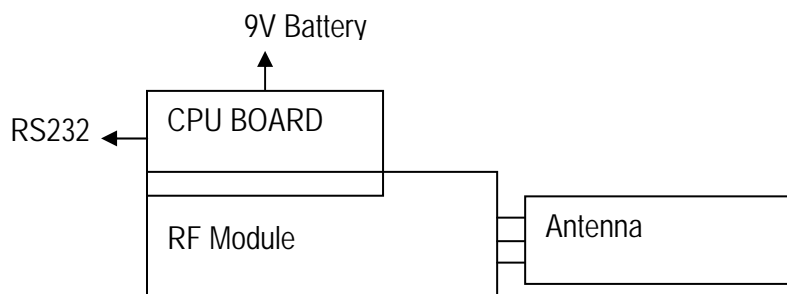 9V Battery
CPU BOARD
RS232
RF Module
Antenna